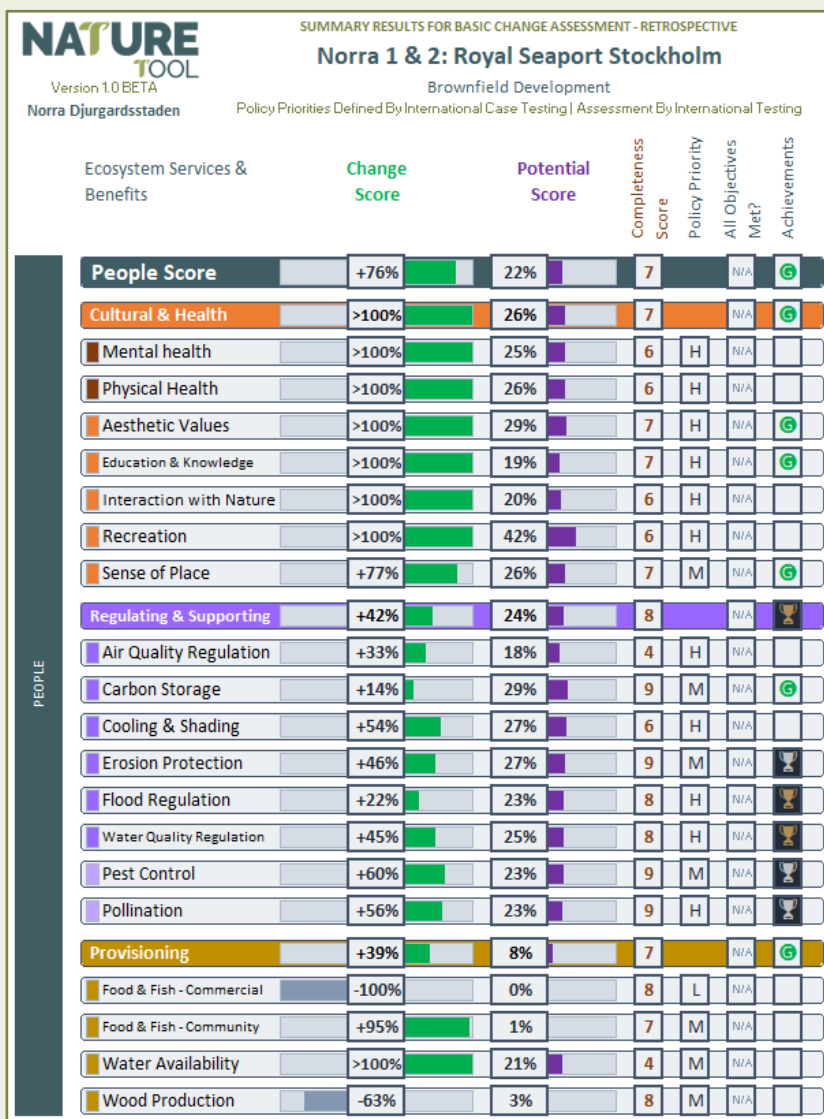 NATURE
TOOL
Version 1.0 BETA
Norra Djurgardsstaden
SUMMARY RESULTS FOR BASIC CHANGE ASSESSMENT - RETROSPECTIVE
Norra 1 & 2: Royal Seaport Stockholm
Brownfield Development
Policy Priorities Defined By International Case Testing | Assessment By International Testing
Ecosystem Services &
Benefits
Change
Score
Potential
Score
Completeness
Score
Policy Priority
All Objectives
Met?
Achievements
PEOPLE
People Score +76% 22% 7 N/A G
Cultural & Health >100% 26% 7 N/A G
Mental health >100% 25% 6 H N/A
Physical Health >100% 26% 6 H N/A
Aesthetic Values >100% 29% 7 H N/A G
Education & Knowledge >100% 19% 7 H N/A G
Interaction with Nature >100% 20% 6 H N/A
Recreation >100% 42% 6 H N/A
Sense of Place +77% 26% 7 M N/A G
Regulating & Supporting +42% 24% 8 N/A
Air Quality Regulation +33% 18% 4 H N/A
Carbon Storage +14% 29% 9 M N/A G
Cooling & Shading +54% 27% 6 H N/A
Erosion Protection +46% 27% 9 M N/A
Flood Regulation +22% 23% 8 H N/A
Water Quality Regulation +45% 25% 8 H N/A
Pest Control +60% 23% 9 M N/A
Pollination +56% 23% 9 H N/A
Provisioning +39% 8% 7 N/A G
Food & Fish - Commercial -100% 0% 8 L N/A
Food & Fish - Community +95% 1% 7 M N/A
Water Availability >100% 21% 4 M N/A
Wood Production -63% 3% 8 M N/A